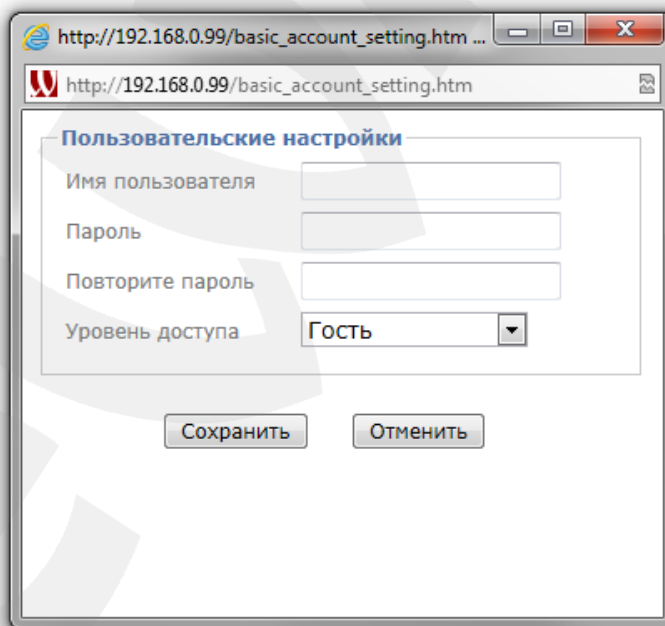 http://192.168.0.99/basic_account_setting.htm ...
http://192.168.0.99/basic_account_setting.htm
Пользовательские настройки
Имя пользователя
Пароль
Повторите пароль
Уровень доступа Гость
Сохранить Отменить